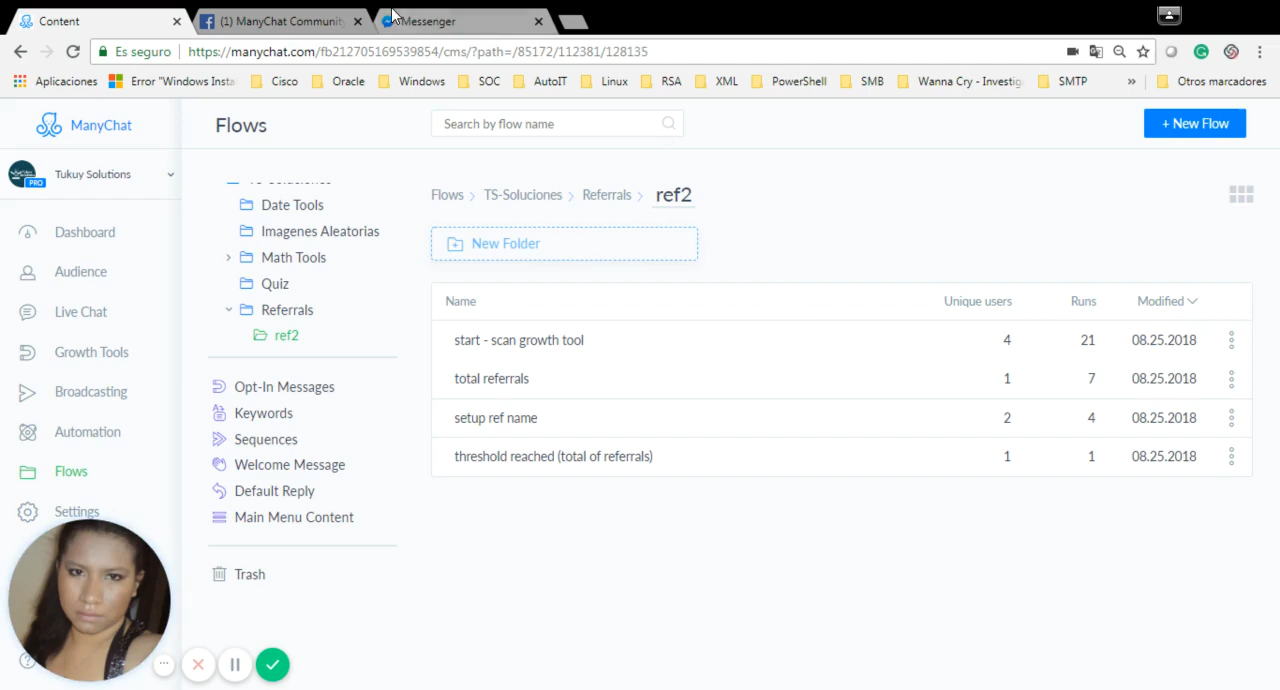 Content
(1) ManyChat Community
Messenger
Es seguro https://manychat.com/fb212705169539854/cms/?path=/85172/112381/128135
Aplicaciones Error "Windows Insta Cisco Oracle Windows SOC AutoIT Linux RSA XML PowerShell SMB Wanna Cry - Investig SMTP » Otros marcadores
ManyChat
Flows
Search by flow name
+ New Flow
Tukuy Solutions
PRO
Dashboard
Audience
Live Chat
Growth Tools
Broadcasting
Automation
Flows
Settings
TS-Soluciones
Date Tools
Imagenes Aleatorias
Math Tools
Quiz
Referrals
ref2
Opt-In Messages
Keywords
Sequences
Welcome Message
Default Reply
Main Menu Content
Trash
Flows > TS-Soluciones > Referrals > ref2
New Folder
Name Unique users Runs Modified
start - scan growth tool 4 21 08.25.2018
total referrals 1 7 08.25.2018
setup ref name 2 4 08.25.2018
threshold reached (total of referrals) 1 1 08.25.2018